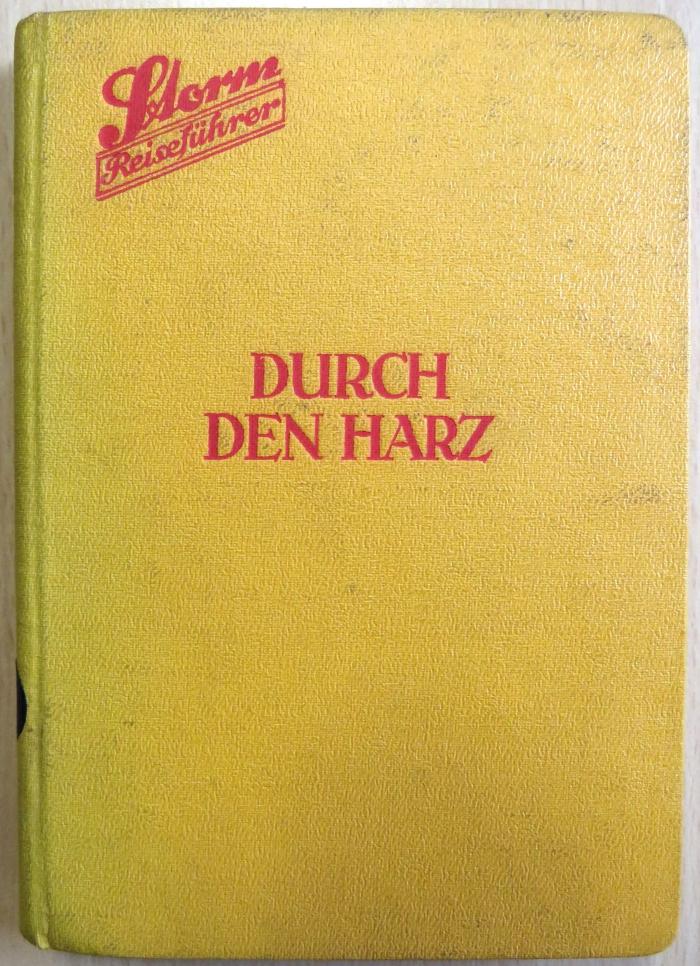 Storm
Reiseführer
DURCH
DEN HARZ